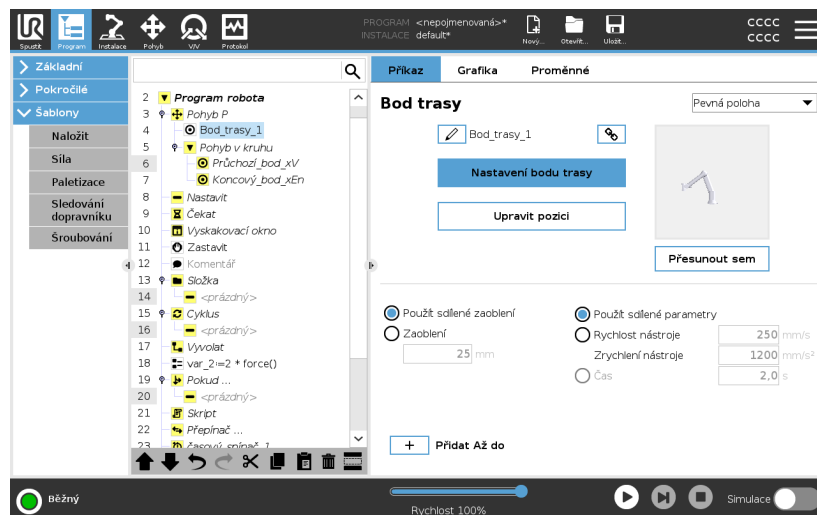 PROGRAM <nepojmenovaná>*
INSTALACE default*
Spustit
Program
Instalace
Pohyb
V/V
Protokol
Nový...
Otevřít...
Uložit...
CCCC
CCCC
Základní
Pokročilé
Šablony
Naložit
Síla
Paletizace
Sledování
dopravníku
Šroubování
2 Program robota
3 Pohyb P
4 Bod_trasy_1
5 Pohyb v kruhu
6 Průchozí_bod_xV
7 Koncový_bod_xEn
8 Nastavit
9 Čekat
10 Vyskakovací okno
11 Zastavit
12 Komentář
13 Složka
14 <prázdný>
15 Cyklus
16 <prázdný>
17 Vyvolat
18 var_2≔2 * force()
19 Pokud ...
20 <prázdný>
21 Skript
22 Přepínač ...
23 časový_spínač_1
Příkaz
Grafika
Proměnné
Bod trasy
Pevná poloha
Bod_trasy_1
Nastavení bodu trasy
Upravit pozici
Přesunout sem
Použít sdílené zaoblení
Zaoblení
25 mm
Použít sdílené parametry
Rychlost nástroje 250 mm/s
Zrychlení nástroje 1200 mm/s²
Čas 2,0 s
+ Přidat Až do
Běžný
Rychlost 100%
Simulace